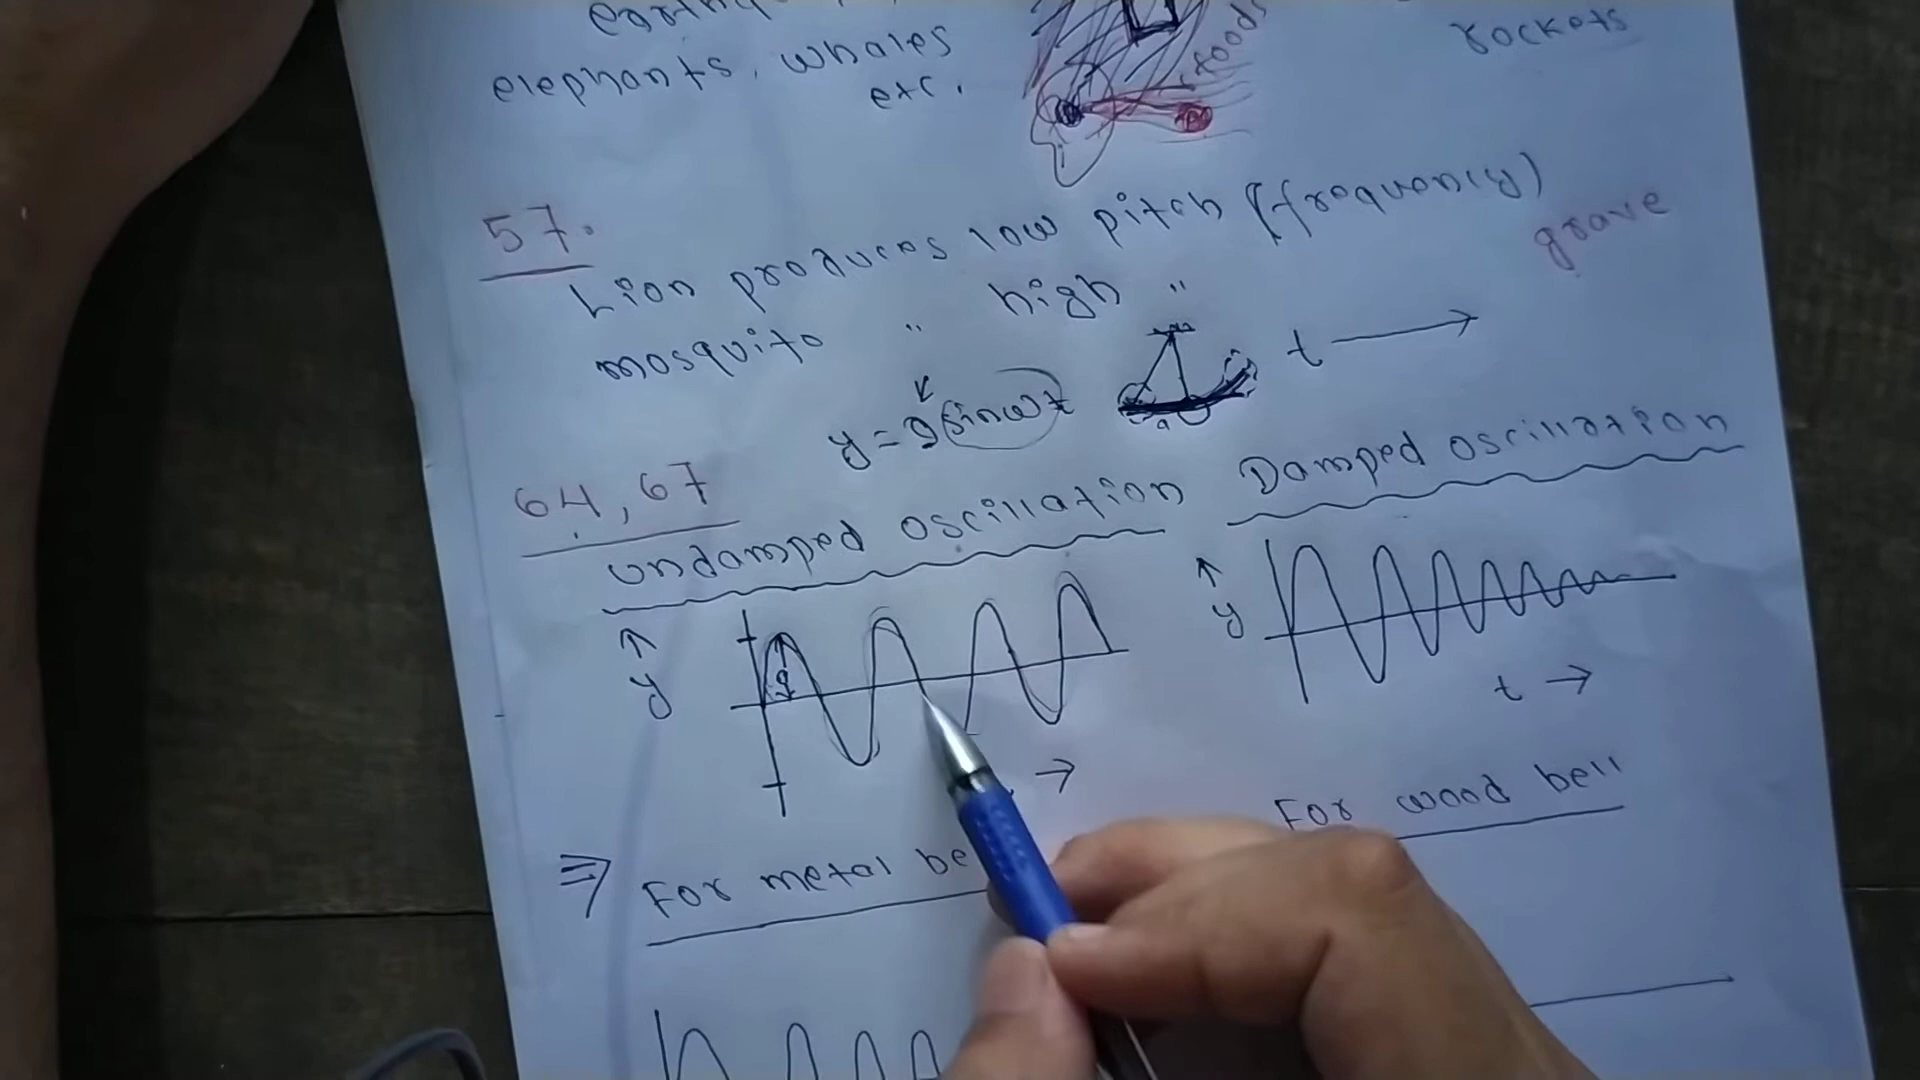 elephants, whales
etc.
foods
rockets
57.
Lion produces low pitch (frequency)
grave
mosquito " high "
y = a sin ωt
t →
64, 67
undamped oscillation
Damped oscillation
↑
y
a
→
↑
y
t →
⇒ For metal be
For wood bell